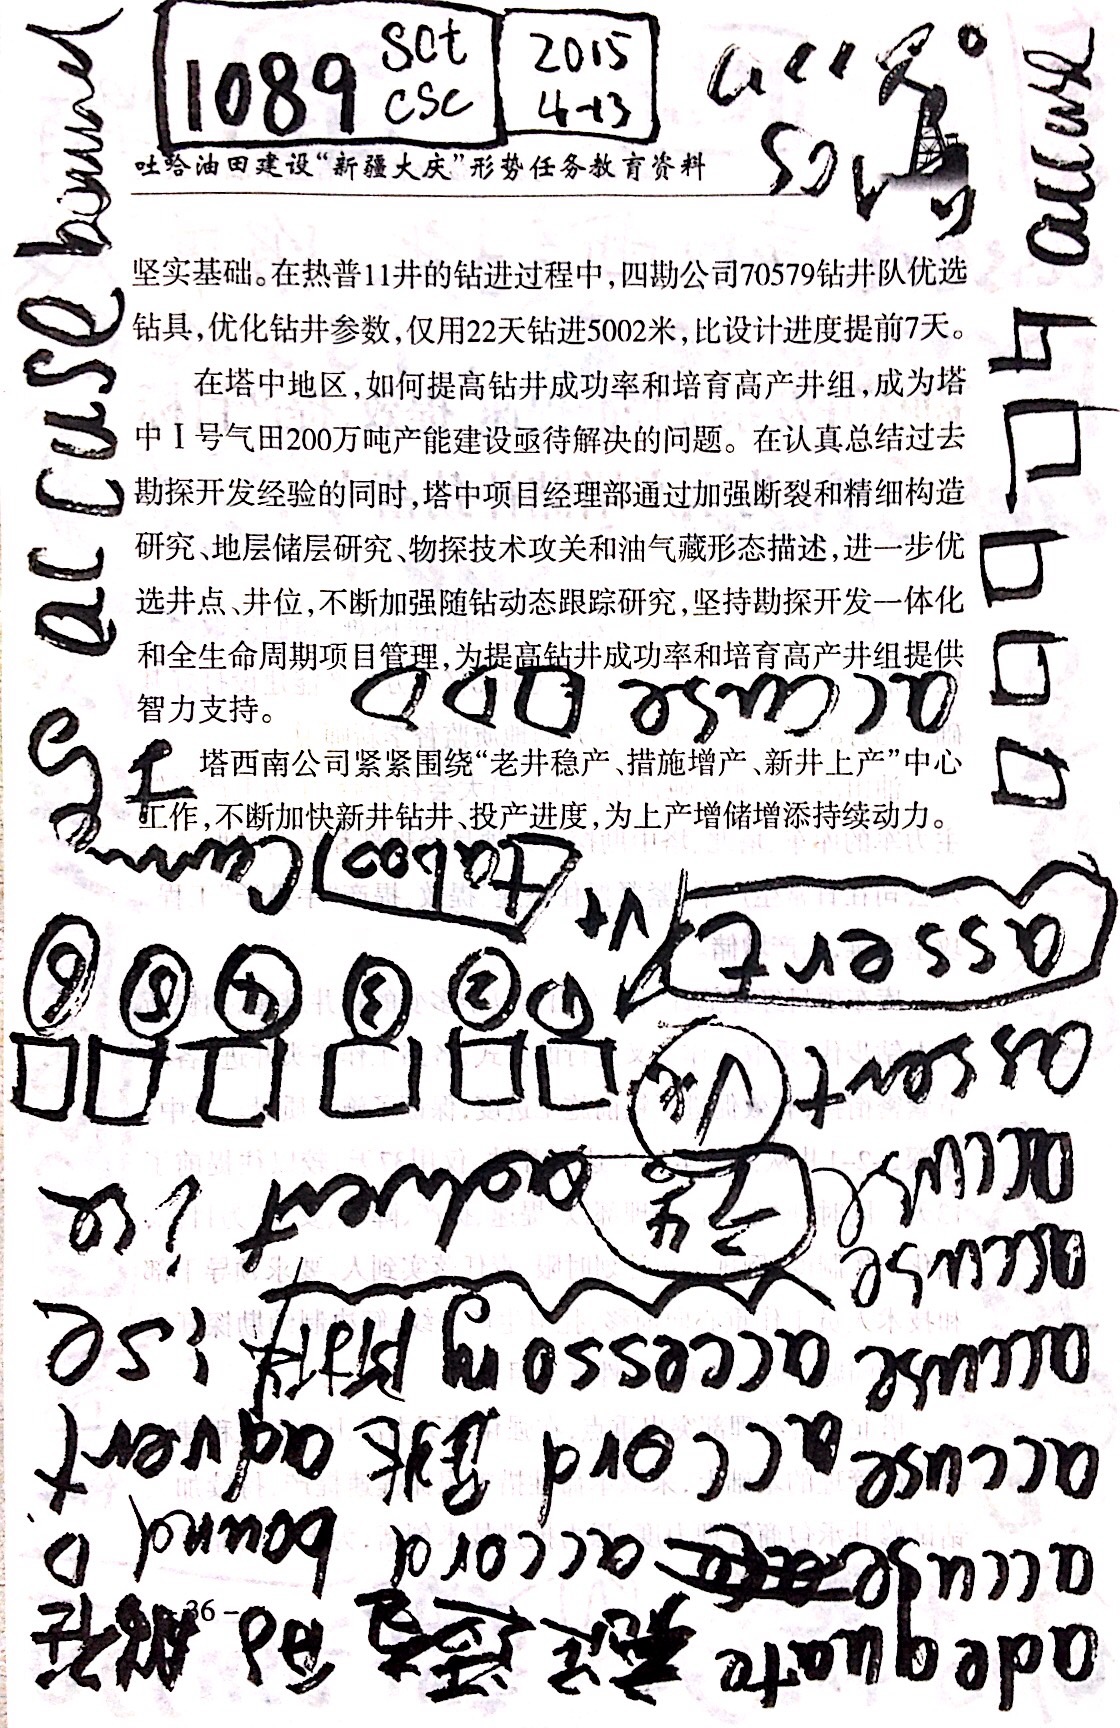 1089 SCt CSC 2015 4-13
吐哈油田建设“新疆大庆”形势任务教育资料
坚实基础。在热普11井的钻进过程中，四勘公司70579钻井队优选
钻具，优化钻井参数，仅用22天钻进5002米，比设计进度提前7天。
在塔中地区，如何提高钻井成功率和培育高产井组，成为塔
中Ⅰ号气田200万吨产能建设亟待解决的问题。在认真总结过去
勘探开发经验的同时，塔中项目经理部通过加强断裂和精细构造
研究、地层储层研究、物探技术攻关和油气藏形态描述，进一步优
选井点、井位，不断加强随钻动态跟踪研究，坚持勘探开发一体化
和全生命周期项目管理，为提高钻井成功率和培育高产井组提供
智力支持。
塔西南公司紧紧围绕“老井稳产、措施增产、新井上产”中心
工作，不断加快新井钻井、投产进度，为上产增储增添持续动力。
36 -
accuse bound
adequate
accuse accord bound
accuse accord advert
accuse accessory 附 ise
accuse
accuse advert ise
assert
① ② ③ ④ ⑤ ⑥
assert
taboo
accuse